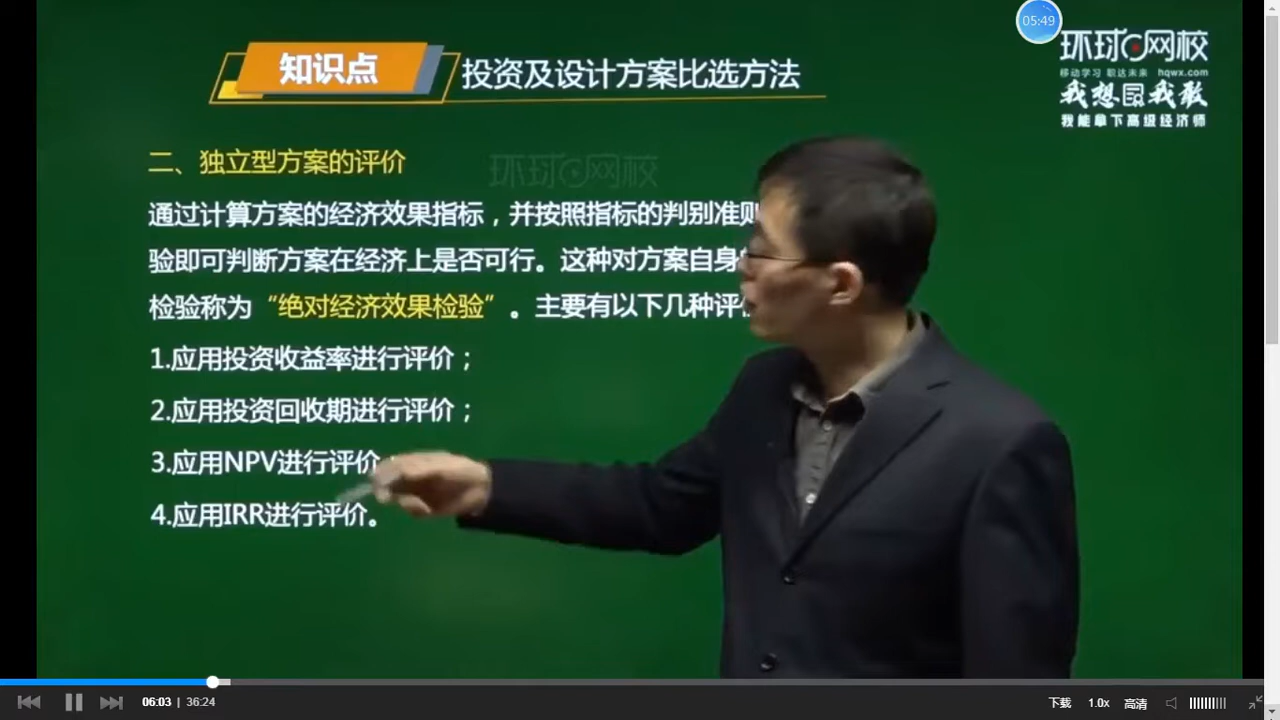 05:49
环球网校
移动学习 职达未来 hqwx.com
我想我敢
我能拿下高级经济师
知识点
投资及设计方案比选方法
二、独立型方案的评价
环球网校
通过计算方案的经济效果指标，并按照指标的判别准则
验即可判断方案在经济上是否可行。这种对方案自身
检验称为“绝对经济效果检验”。主要有以下几种评
1.应用投资收益率进行评价；
2.应用投资回收期进行评价；
3.应用NPV进行评价
4.应用IRR进行评价。
06:03 | 36:24
下载
1.0x
高清